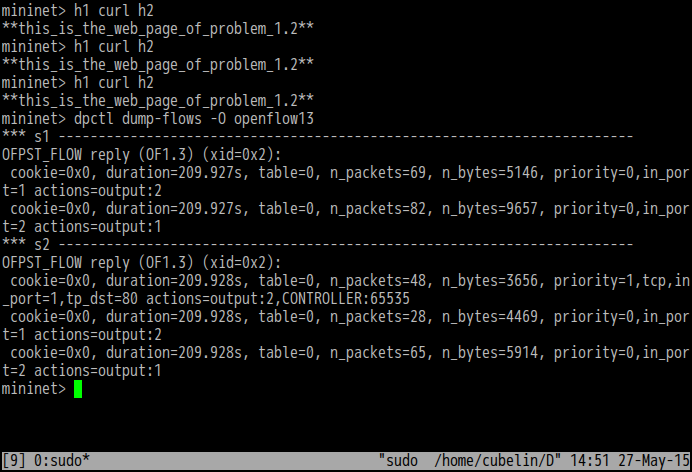 mininet> h1 curl h2
**this_is_the_web_page_of_problem_1.2**
mininet> h1 curl h2
**this_is_the_web_page_of_problem_1.2**
mininet> h1 curl h2
**this_is_the_web_page_of_problem_1.2**
mininet> dpctl dump-flows -O openflow13
*** s1 ------------------------------------------------------------------------
OFPST_FLOW reply (OF1.3) (xid=0x2):
 cookie=0x0, duration=209.927s, table=0, n_packets=69, n_bytes=5146, priority=0,in_por
t=1 actions=output:2
 cookie=0x0, duration=209.927s, table=0, n_packets=82, n_bytes=9657, priority=0,in_por
t=2 actions=output:1
*** s2 ------------------------------------------------------------------------
OFPST_FLOW reply (OF1.3) (xid=0x2):
 cookie=0x0, duration=209.928s, table=0, n_packets=48, n_bytes=3656, priority=1,tcp,in
_port=1,tp_dst=80 actions=output:2,CONTROLLER:65535
 cookie=0x0, duration=209.928s, table=0, n_packets=28, n_bytes=4469, priority=0,in_por
t=1 actions=output:2
 cookie=0x0, duration=209.928s, table=0, n_packets=65, n_bytes=5914, priority=0,in_por
t=2 actions=output:1
mininet>
[9] 0:sudo* "sudo  /home/cubelin/D" 14:51 27-May-15